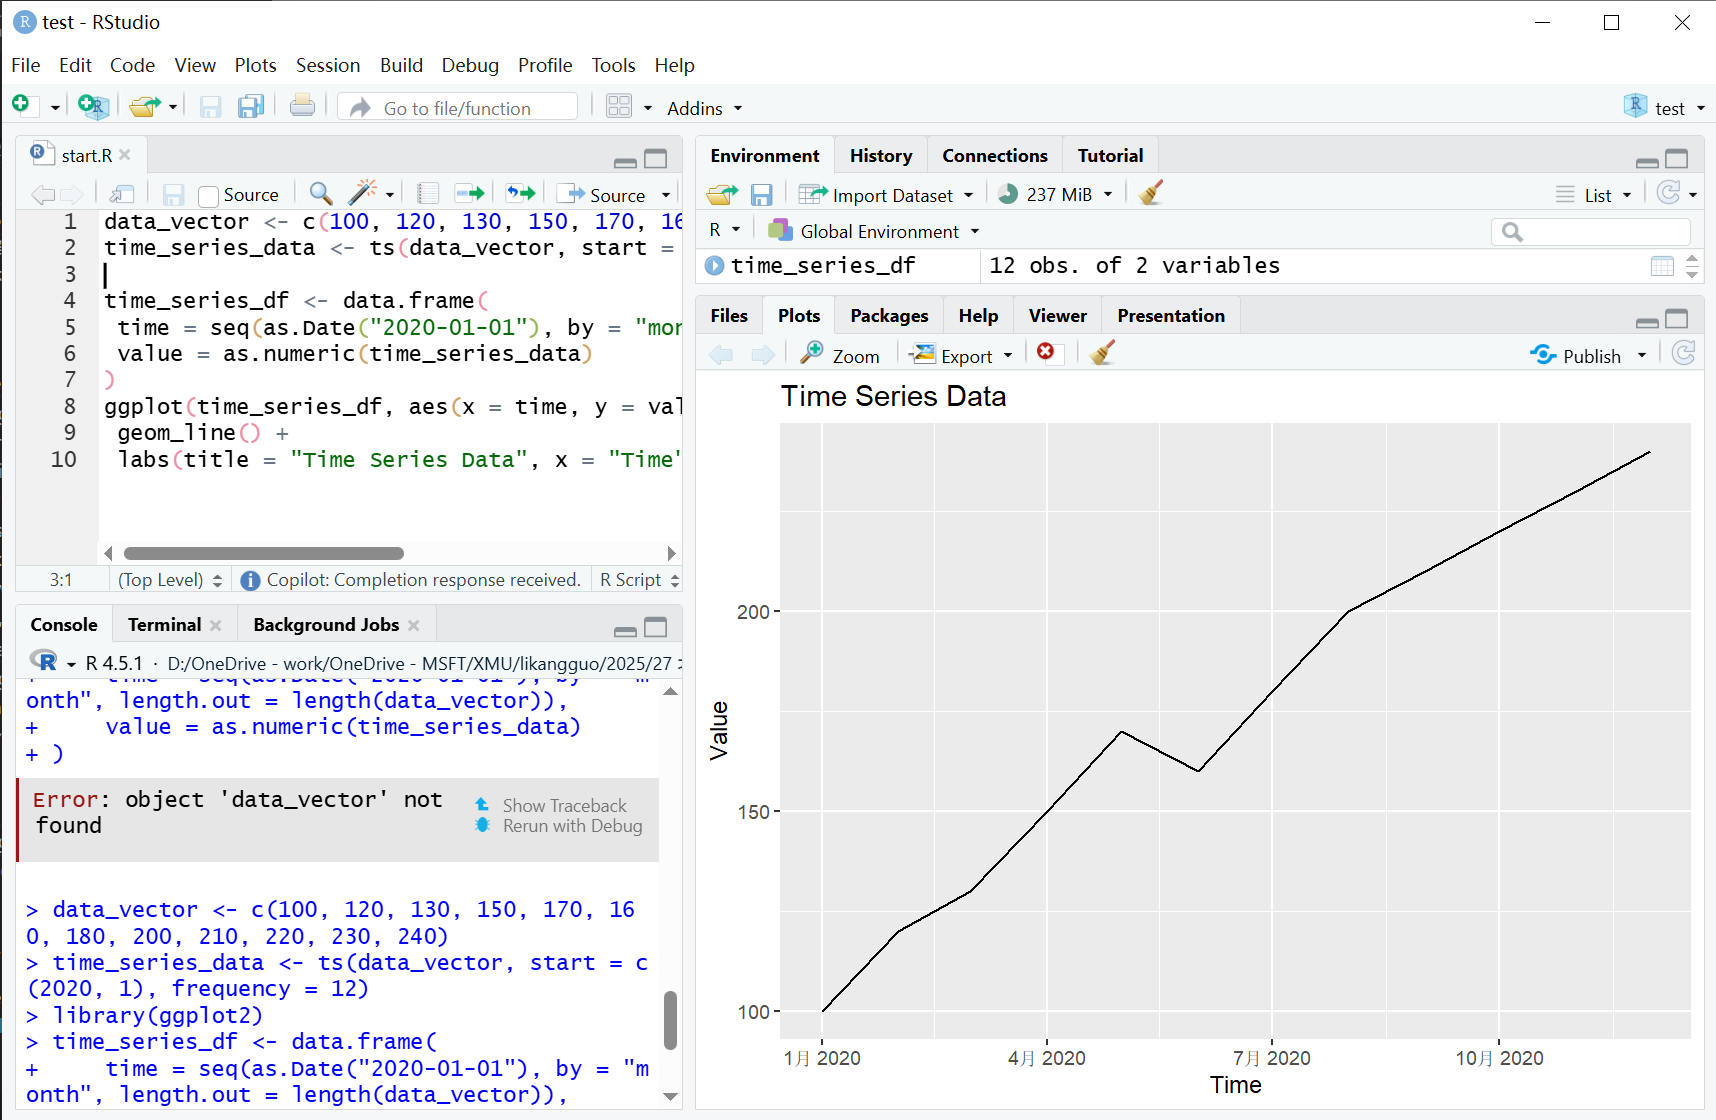 test - RStudio
File Edit Code View Plots Session Build Debug Profile Tools Help
Go to file/function Addins test
start.R
Source Source
1 data_vector <- c(100, 120, 130, 150, 170, 16
2 time_series_data <- ts(data_vector, start =
3
4 time_series_df <- data.frame(
5 time = seq(as.Date("2020-01-01"), by = "mon
6 value = as.numeric(time_series_data)
7 )
8 ggplot(time_series_df, aes(x = time, y = val
9 geom_line() +
10 labs(title = "Time Series Data", x = "Time"
3:1 (Top Level) Copilot: Completion response received. R Script
Console Terminal Background Jobs
R 4.5.1 · D:/OneDrive - work/OneDrive - MSFT/XMU/likangguo/2025/27
+ time = seq(as.Date("2020-01-01"), by = "m
onth", length.out = length(data_vector)),
+ value = as.numeric(time_series_data)
+ )
Error: object 'data_vector' not
found
Show Traceback
Rerun with Debug
> data_vector <- c(100, 120, 130, 150, 170, 16
0, 180, 200, 210, 220, 230, 240)
> time_series_data <- ts(data_vector, start = c
(2020, 1), frequency = 12)
> library(ggplot2)
> time_series_df <- data.frame(
+ time = seq(as.Date("2020-01-01"), by = "m
onth", length.out = length(data_vector)),
Environment History Connections Tutorial
Import Dataset 237 MiB List
R Global Environment
time_series_df 12 obs. of 2 variables
Files Plots Packages Help Viewer Presentation
Zoom Export Publish
Time Series Data
Value
200
150
100
1月 2020 4月 2020 7月 2020 10月 2020
Time